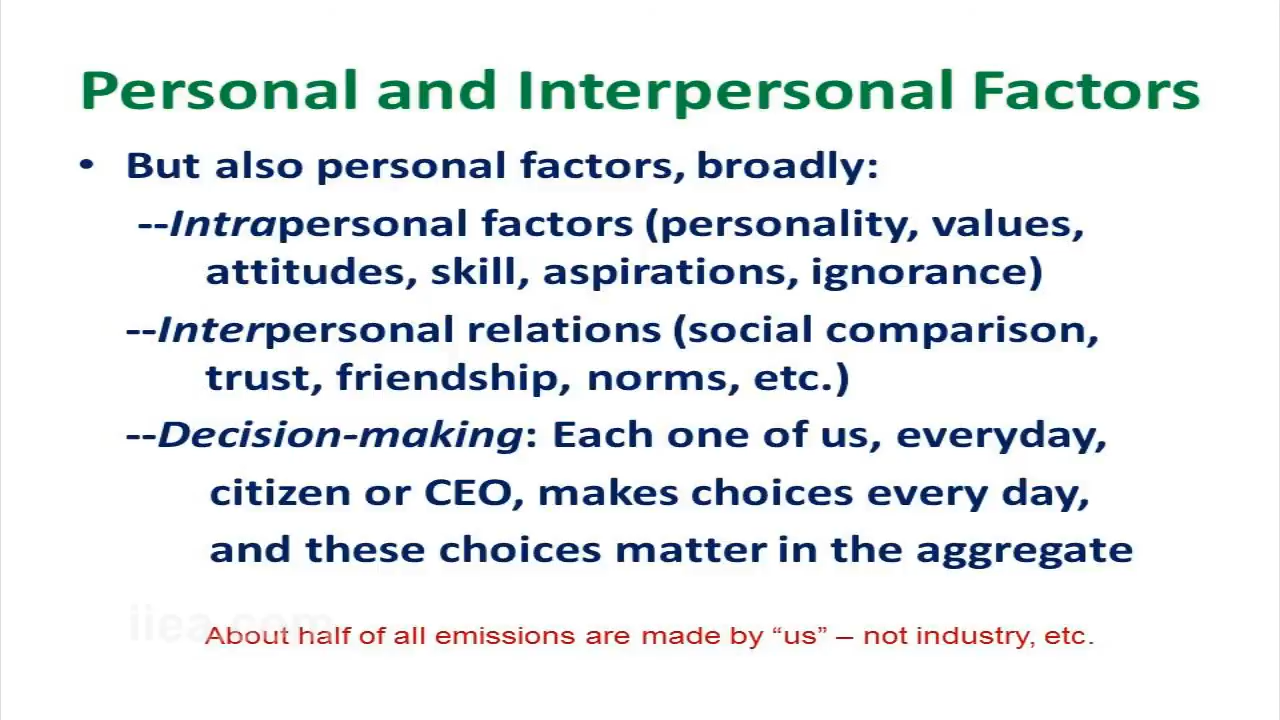 Personal and Interpersonal Factors
• But also personal factors, broadly:
--Intrapersonal factors (personality, values,
attitudes, skill, aspirations, ignorance)
--Interpersonal relations (social comparison,
trust, friendship, norms, etc.)
--Decision-making: Each one of us, everyday,
citizen or CEO, makes choices every day,
and these choices matter in the aggregate
iiea.com
About half of all emissions are made by “us” – not industry, etc.